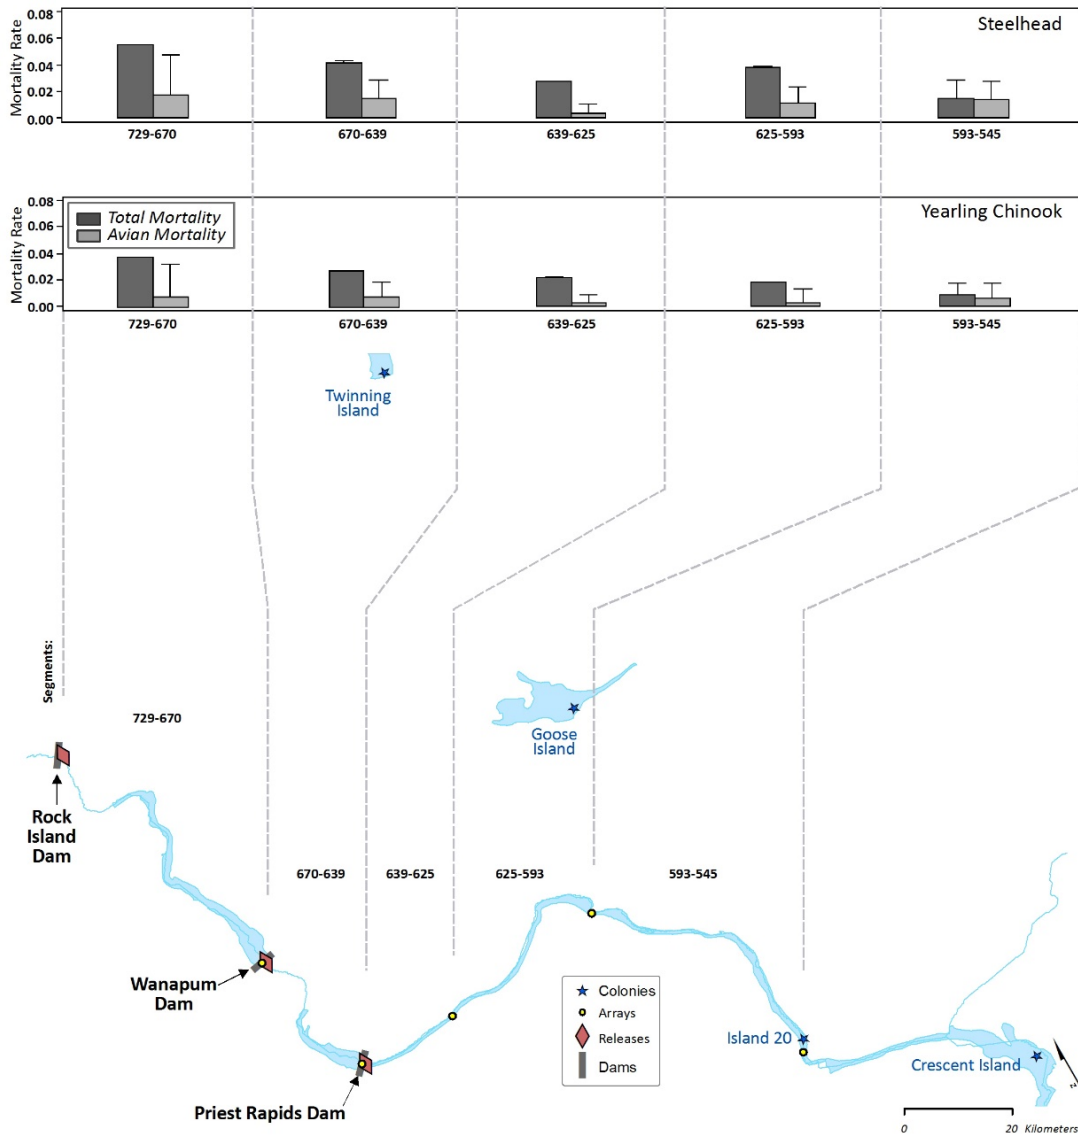 Steelhead
Mortality Rate
0.08
0.06
0.04
0.02
0.00
729-670 670-639 639-625 625-593 593-545
Yearling Chinook
Total Mortality
Avian Mortality
Mortality Rate
0.08
0.06
0.04
0.02
0.00
729-670 670-639 639-625 625-593 593-545
Twinning
Island
Segments:
729-670
Goose
Island
Rock
Island
Dam
670-639 639-625 625-593 593-545
Wanapum
Dam
Colonies
Arrays
Releases
Dams
Island 20
Crescent Island
N
Priest Rapids Dam
0 20 Kilometers